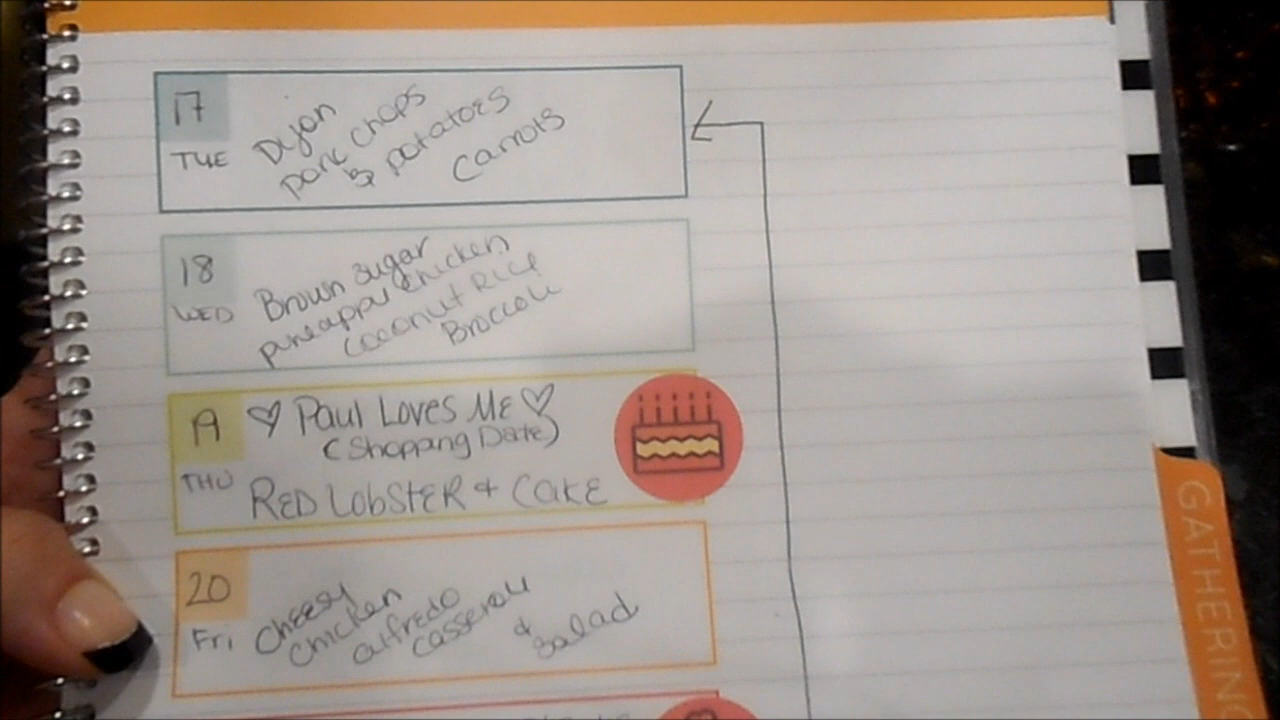 17
TUE
Dijon
pork chops
& potatoes
Carrots
18
WED
Brown Sugar
pineapple chicken
Coconut Rice
Broccoli
19
THU
♡ Paul Loves Me ♡
(Shopping Date)
RED LObSTER + CakE
20
Fri
Cheesy
chicken
alfredo
casserole
&
Salad
GATHERING